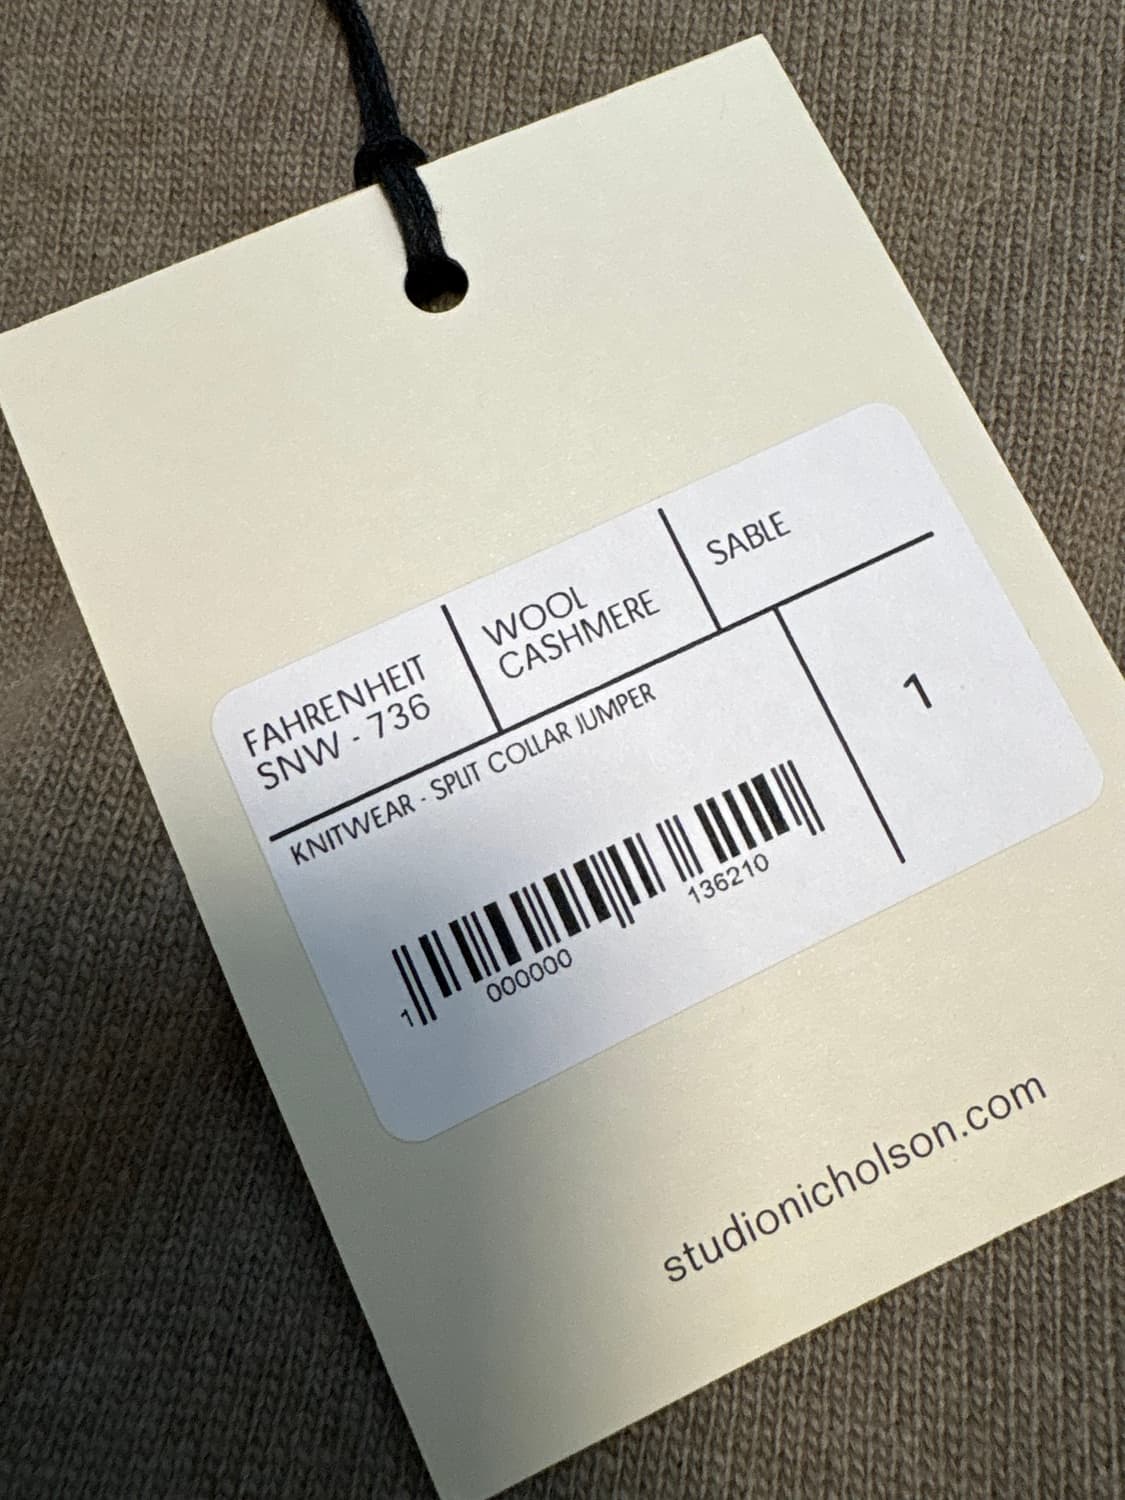 FAHRENHEIT
SNW - 736
WOOL
CASHMERE
SABLE
KNITWEAR - SPLIT COLLAR JUMPER
1
1 000000 136210
studionicholson.com